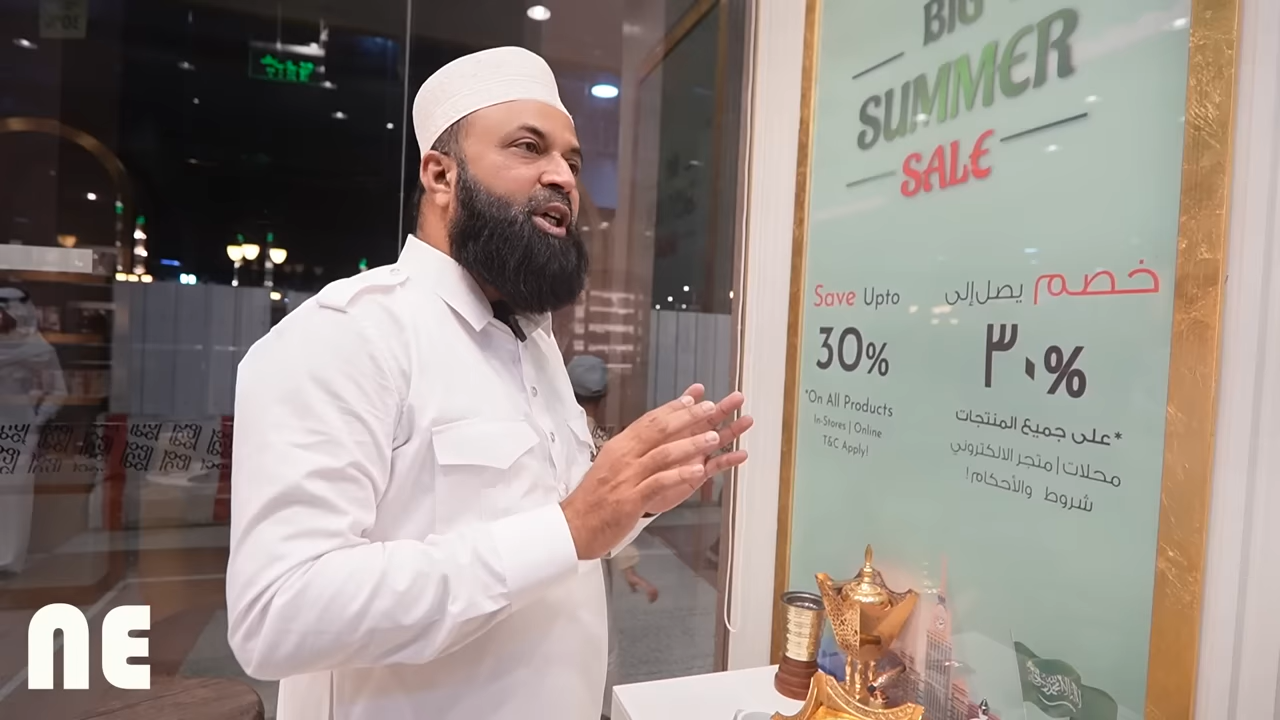 BIG
SUMMER
SALE
Save Upto
30%
*On All Products
In-Stores | Online
T&C Apply!
خصم يصل إلى
٣٠%
*على جميع المنتجات
محلات | متجر الالكتروني
شروط والأحكام!
NE